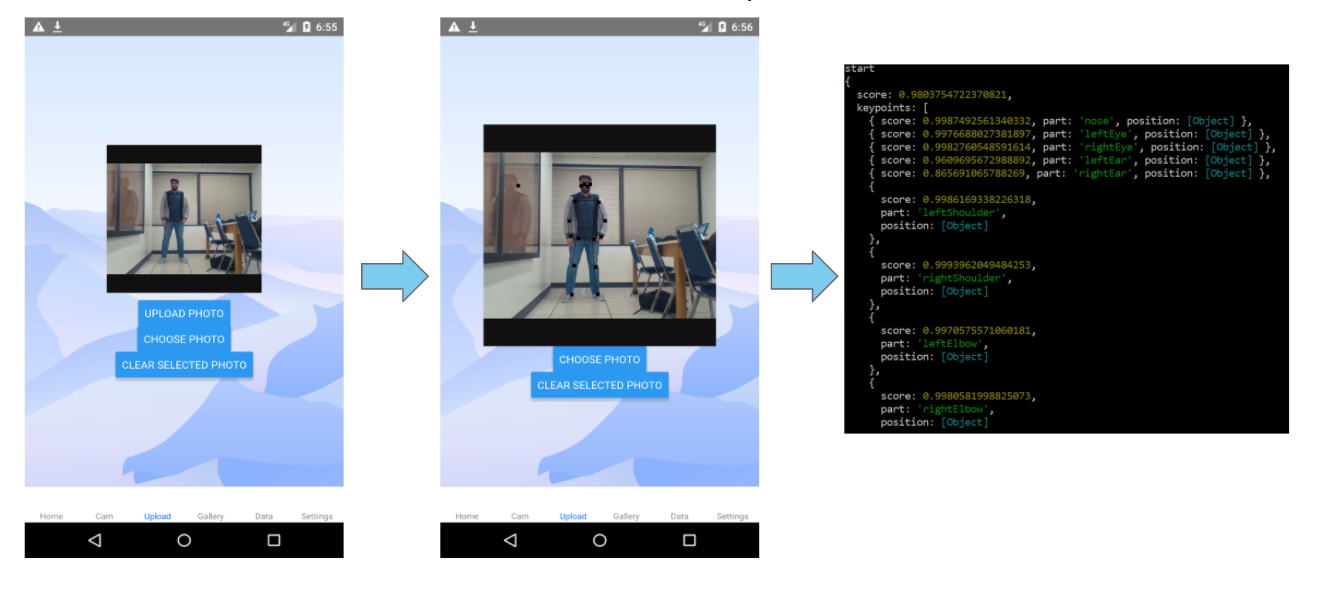 4G 6:55
UPLOAD PHOTO
CHOOSE PHOTO
CLEAR SELECTED PHOTO
Home Cam Upload Gallery Data Settings
4G 6:56
CHOOSE PHOTO
CLEAR SELECTED PHOTO
Home Cam Upload Gallery Data Settings
start
{
score: 0.9803754722370821,
keypoints: [
{ score: 0.9987492561340332, part: 'nose', position: [Object] },
{ score: 0.9976688027381897, part: 'leftEye', position: [Object] },
{ score: 0.9982760548591614, part: 'rightEye', position: [Object] },
{ score: 0.9609695672988892, part: 'leftEar', position: [Object] },
{ score: 0.865691065788269, part: 'rightEar', position: [Object] },
{
score: 0.9986169338226318,
part: 'leftShoulder',
position: [Object]
},
{
score: 0.9993962049484253,
part: 'rightShoulder',
position: [Object]
},
{
score: 0.9970575571060181,
part: 'leftElbow',
position: [Object]
},
{
score: 0.9980581998825073,
part: 'rightElbow',
position: [Object]